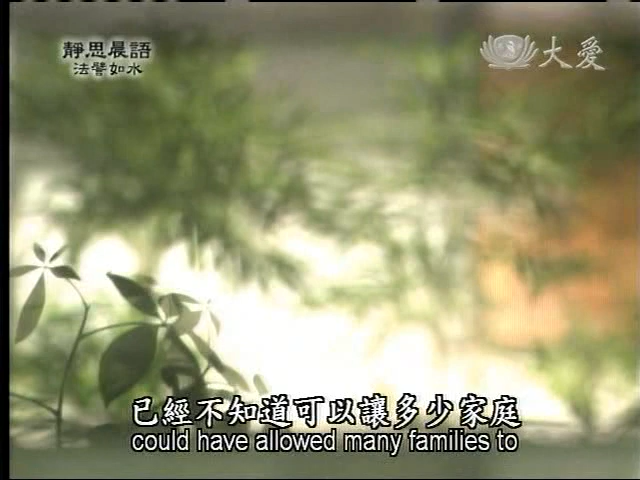 靜思晨語
法譬如水
大愛
已經不知道可以讓多少家庭
could have allowed many families to